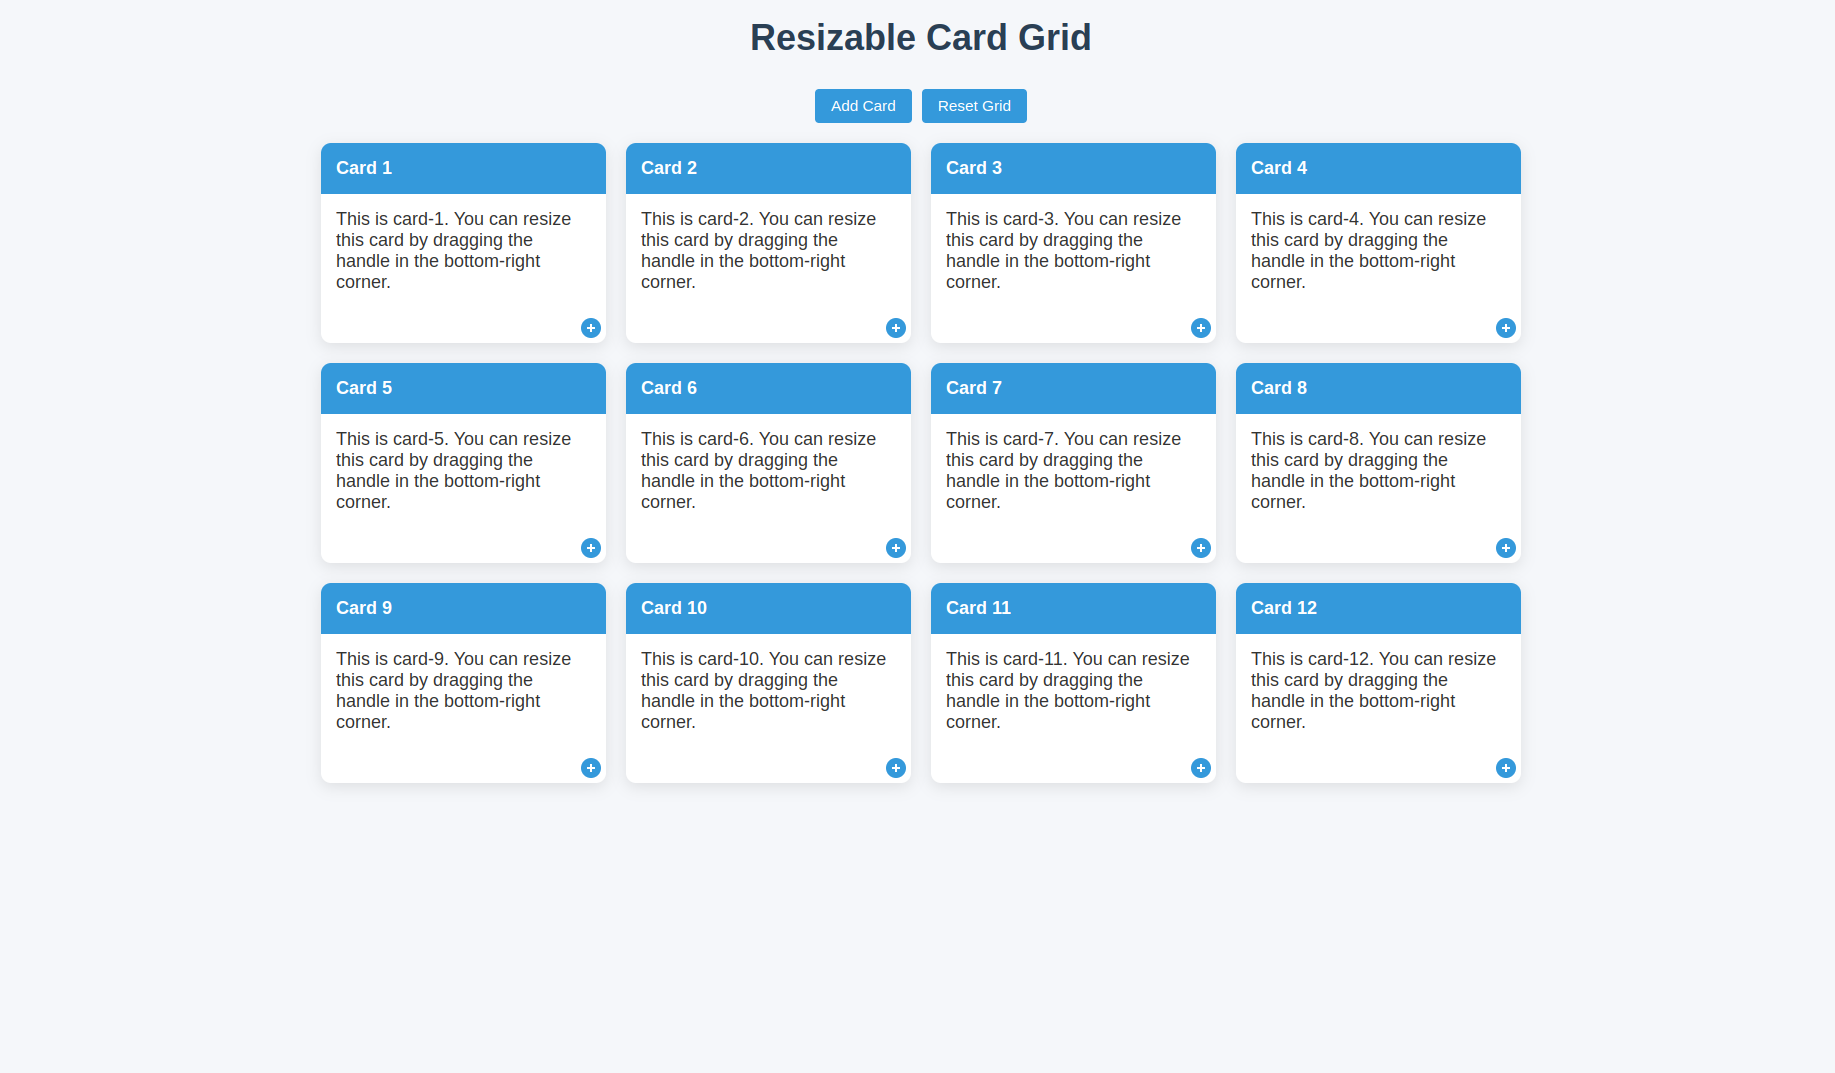 Resizable Card Grid
Add Card
Reset Grid
Card 1
This is card-1. You can resize
this card by dragging the
handle in the bottom-right
corner.
Card 2
This is card-2. You can resize
this card by dragging the
handle in the bottom-right
corner.
Card 3
This is card-3. You can resize
this card by dragging the
handle in the bottom-right
corner.
Card 4
This is card-4. You can resize
this card by dragging the
handle in the bottom-right
corner.
Card 5
This is card-5. You can resize
this card by dragging the
handle in the bottom-right
corner.
Card 6
This is card-6. You can resize
this card by dragging the
handle in the bottom-right
corner.
Card 7
This is card-7. You can resize
this card by dragging the
handle in the bottom-right
corner.
Card 8
This is card-8. You can resize
this card by dragging the
handle in the bottom-right
corner.
Card 9
This is card-9. You can resize
this card by dragging the
handle in the bottom-right
corner.
Card 10
This is card-10. You can resize
this card by dragging the
handle in the bottom-right
corner.
Card 11
This is card-11. You can resize
this card by dragging the
handle in the bottom-right
corner.
Card 12
This is card-12. You can resize
this card by dragging the
handle in the bottom-right
corner.